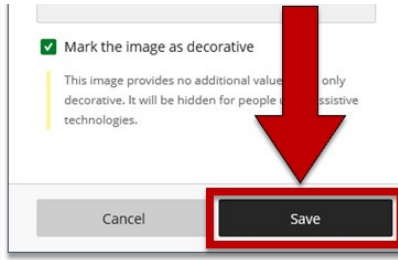 Mark the image as decorative
This image provides no additional value only
decorative. It will be hidden for people
technologies.
Cancel
Save